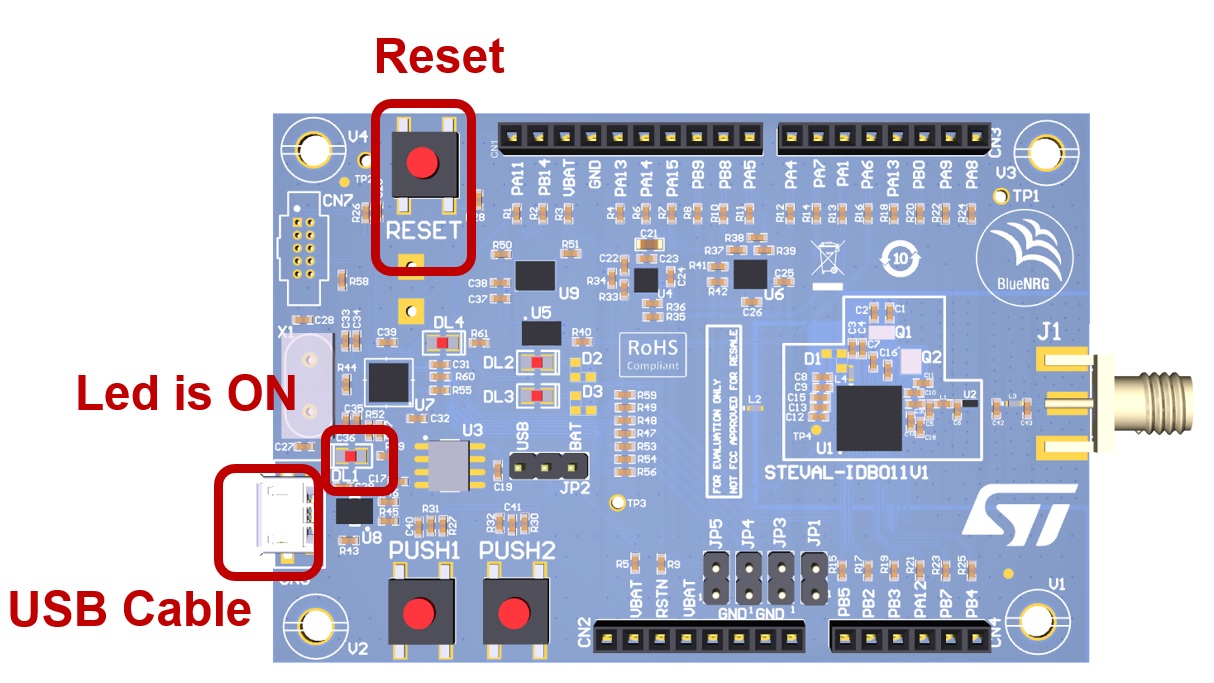 Reset
Led is ON
USB Cable
V4
TP2
CN7
R26
R28
RESET
CN1
PA11
PB14
VBAT
GND
PA13
PA14
PA15
PB9
PB8
PA5
PA4
PA7
PA1
PA6
PA13
PB0
PA9
PA8
CN3
V3
TP1
R1
R2
R3
R4
R6
R7
R8
R10
R11
R12
R14
R13
R16
R18
R20
R22
R24
R50
R51
C38
C37
U9
C21
C22
C23
R34
R33
C24
U4
R36
R35
R38
R37
R39
R41
R42
C25
U6
C26
10
BlueNRG
R58
C28
X1
C33
C34
C39
DL4
R61
C31
R60
R55
R44
U7
C32
U5
R40
DL2
DL3
D2
D3
RoHS
Compliant
FOR EVALUATION ONLY
NOT FCC APPROVED FOR RESALE
C2
C1
C3
C4
C7
Q1
C16
Q2
D1
L4
C8
C9
C15
C13
C12
TP4
U1
U2
L1
L2
L3
C42
C43
J1
STEVAL-IDB011V1
R59
R49
R48
R47
R53
R54
R56
C35
R52
C36
C27
DL1
C17
U3
C19
USB
BAT
JP2
TP3
R45
U8
R43
C40
R31
R27
R32
C41
R30
PUSH1
PUSH2
V2
JP5
JP4
JP3
JP1
R5
R9
VBAT
RSTN
VBAT
GND
1
GND
1
CN2
R15
R17
R19
R21
R23
R25
PB5
PB2
PB3
PA12
PB7
PB4
CN4
V1
ST